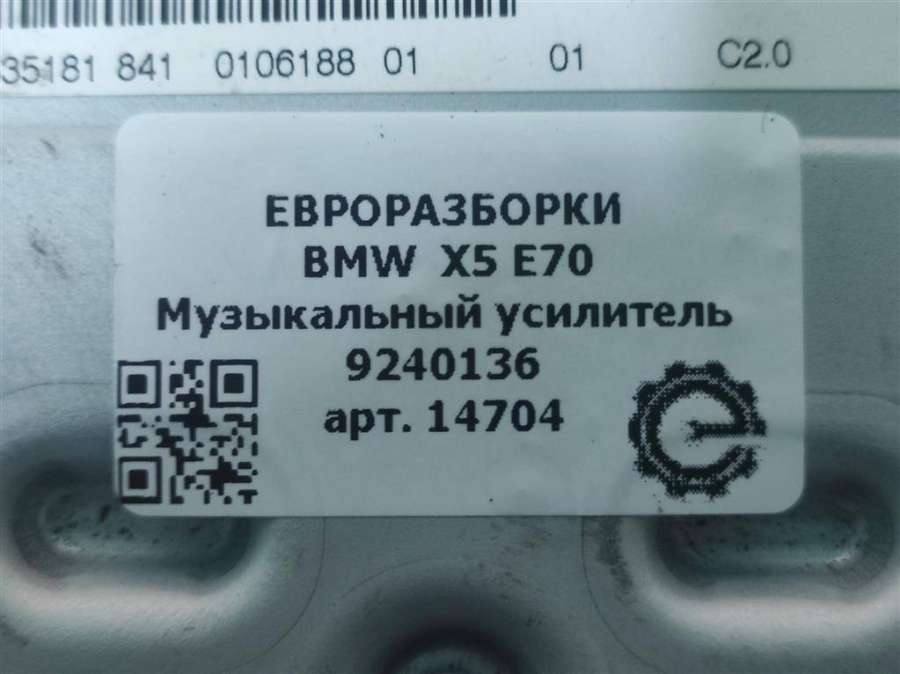 35181 841 0106188 01 01 C2.0
ЕВРОРАЗБОРКИ
BMW X5 E70
Музыкальный усилитель
9240136
арт. 14704